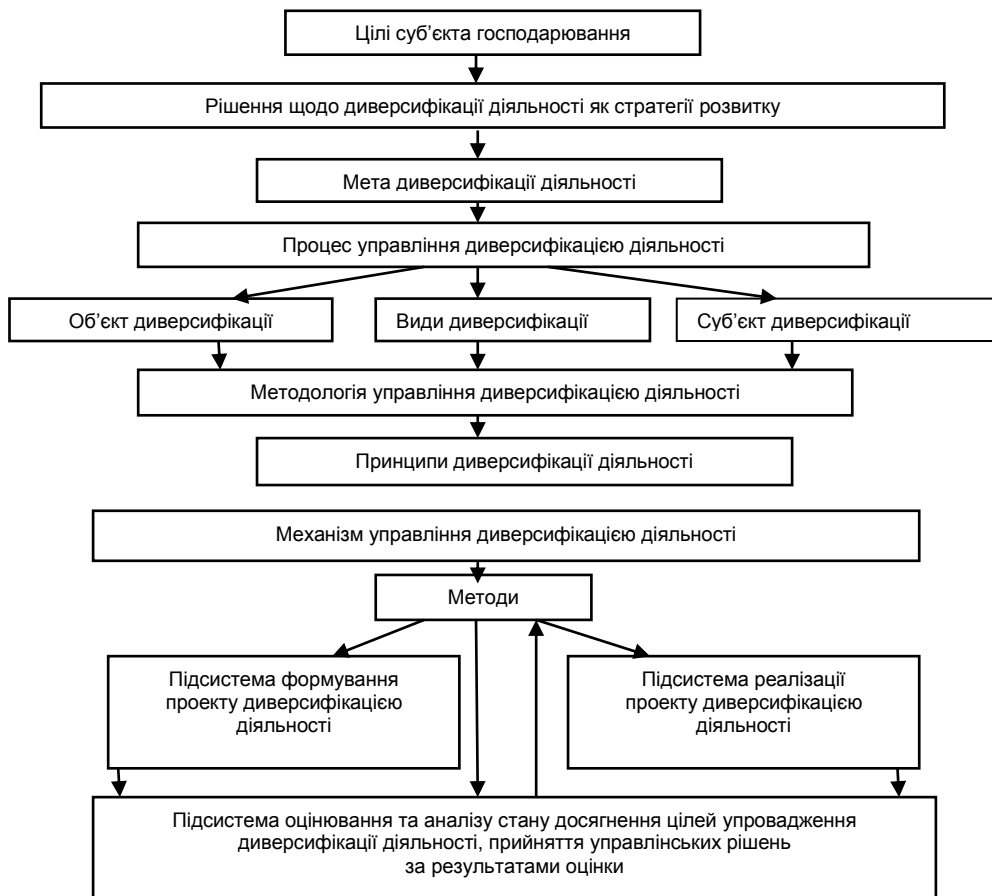 Цілі суб’єкта господарювання
Рішення щодо диверсифікації діяльності як стратегії розвитку
Мета диверсифікації діяльності
Процес управління диверсифікацією діяльності
Об’єкт диверсифікації
Види диверсифікації
Суб’єкт диверсифікації
Методологія управління диверсифікацією діяльності
Принципи диверсифікації діяльності
Механізм управління диверсифікацією діяльності
Методи
Підсистема формування
проекту диверсифікацією
діяльності
Підсистема реалізації
проекту диверсифікацією
діяльності
Підсистема оцінювання та аналізу стану досягнення цілей упровадження
диверсифікації діяльності, прийняття управлінських рішень
за результатами оцінки